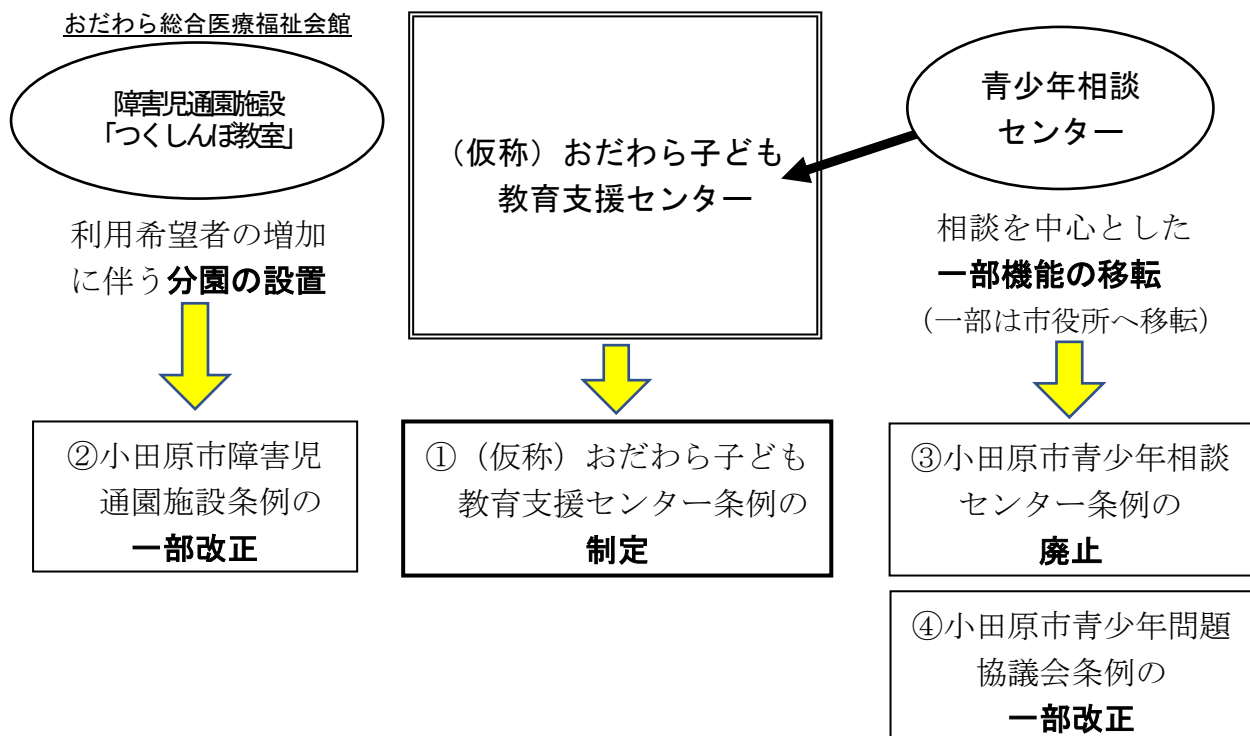 おだわら総合医療福祉会館
障害児通園施設
「つくしんぼ教室」
利用希望者の増加
に伴う分園の設置
②小田原市障害児
通園施設条例の
一部改正
（仮称）おだわら子ども
教育支援センター
①（仮称）おだわら子ども
教育支援センター条例の
制定
青少年相談
センター
相談を中心とした
一部機能の移転
（一部は市役所へ移転）
③小田原市青少年相談
センター条例の
廃止
④小田原市青少年問題
協議会条例の
一部改正